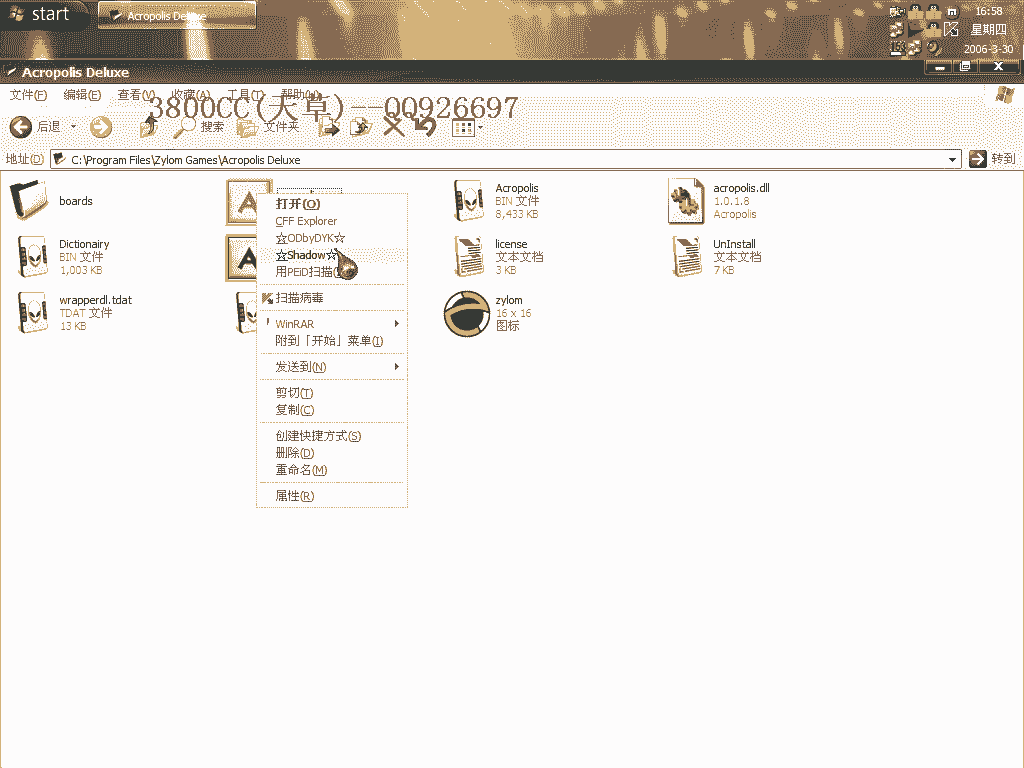 start
Acropolis Deluxe
16:58
星期四
2006-3-30
Acropolis Deluxe
文件(F) 编辑(E) 查看(V) 收藏(A) 工具(T) 帮助(H)
3800CC(天草)--QQ926697
后退 搜索 文件夹
地址(D) C:\Program Files\Zylom Games\Acropolis Deluxe 转到
boards
Acropolis
BIN 文件
8,433 KB
acropolis.dll
1.0.1.8
Acropolis
Dictionairy
BIN 文件
1,003 KB
license
文本文档
3 KB
UnInstall
文本文档
7 KB
wrapperdl.tdat
TDAT 文件
13 KB
zylom
16 x 16
图标
打开(O)
CFF Explorer
☆ODbyDYK☆
☆Shadow☆
用PEiD扫描
扫描病毒
WinRAR
附到「开始」菜单(I)
发送到(N)
剪切(T)
复制(C)
创建快捷方式(S)
删除(D)
重命名(M)
属性(R)